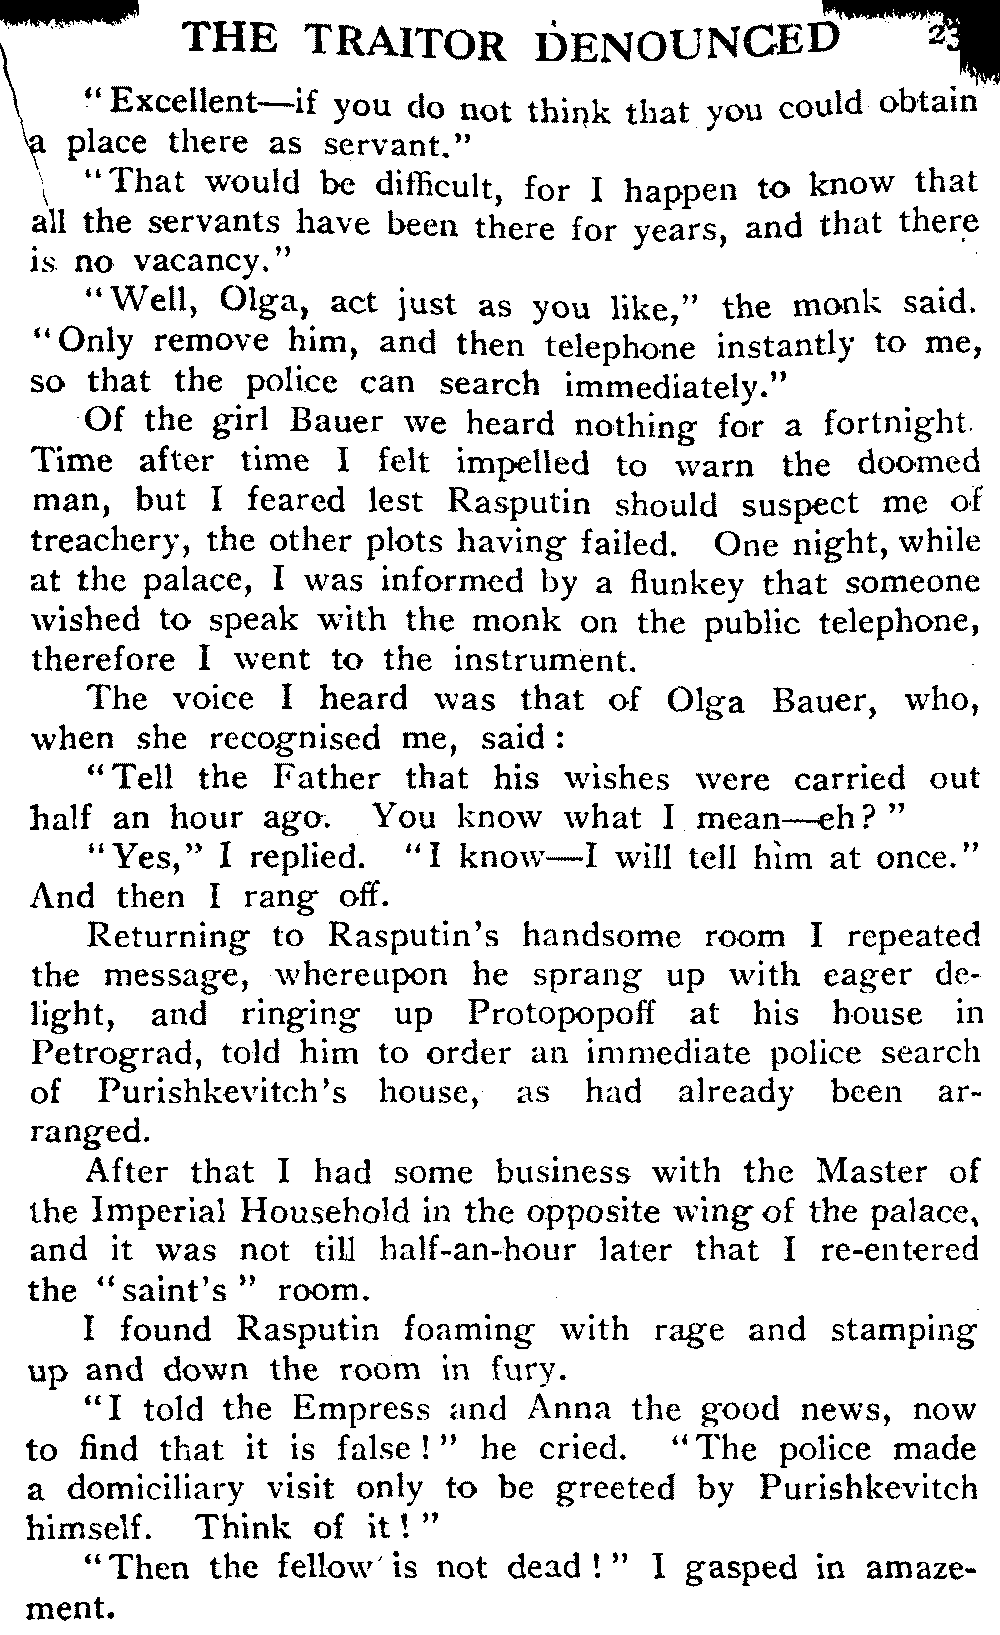 THE TRAITOR DENOUNCED
“Excellent—if you do not think that you could obtain
a place there as servant.”
“That would be difficult, for I happen to know that
all the servants have been there for years, and that there
is no vacancy.”
“Well, Olga, act just as you like,” the monk said.
“Only remove him, and then telephone instantly to me,
so that the police can search immediately.”
Of the girl Bauer we heard nothing for a fortnight.
Time after time I felt impelled to warn the doomed
man, but I feared lest Rasputin should suspect me of
treachery, the other plots having failed. One night, while
at the palace, I was informed by a flunkey that someone
wished to speak with the monk on the public telephone,
therefore I went to the instrument.
The voice I heard was that of Olga Bauer, who,
when she recognised me, said :
“Tell the Father that his wishes were carried out
half an hour ago. You know what I mean—eh? ”
“Yes,” I replied. “I know—I will tell him at once.”
And then I rang off.
Returning to Rasputin's handsome room I repeated
the message, whereupon he sprang up with eager de-
light, and ringing up Protopopoff at his house in
Petrograd, told him to order an immediate police search
of Purishkevitch's house, as had already been ar-
ranged.
After that I had some business with the Master of
the Imperial Household in the opposite wing of the palace,
and it was not till half-an-hour later that I re-entered
the “saint's ” room.
I found Rasputin foaming with rage and stamping
up and down the room in fury.
“I told the Empress and Anna the good news, now
to find that it is false ! ” he cried. “The police made
a domiciliary visit only to be greeted by Purishkevitch
himself. Think of it ! ”
“Then the fellow is not dead ! ” I gasped in amaze-
ment.